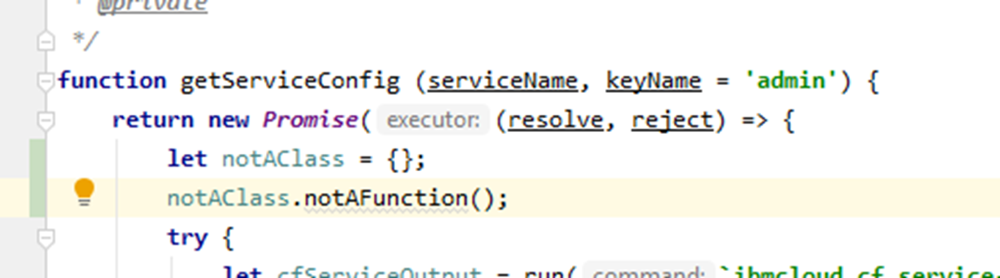 * @private
*/
function getServiceConfig (serviceName, keyName = 'admin') {
return new Promise( executor: (resolve, reject) => {
let notAClass = {};
notAClass.notAFunction();
try {
let cfServiceOutput = run( command: `ibmcloud cf service